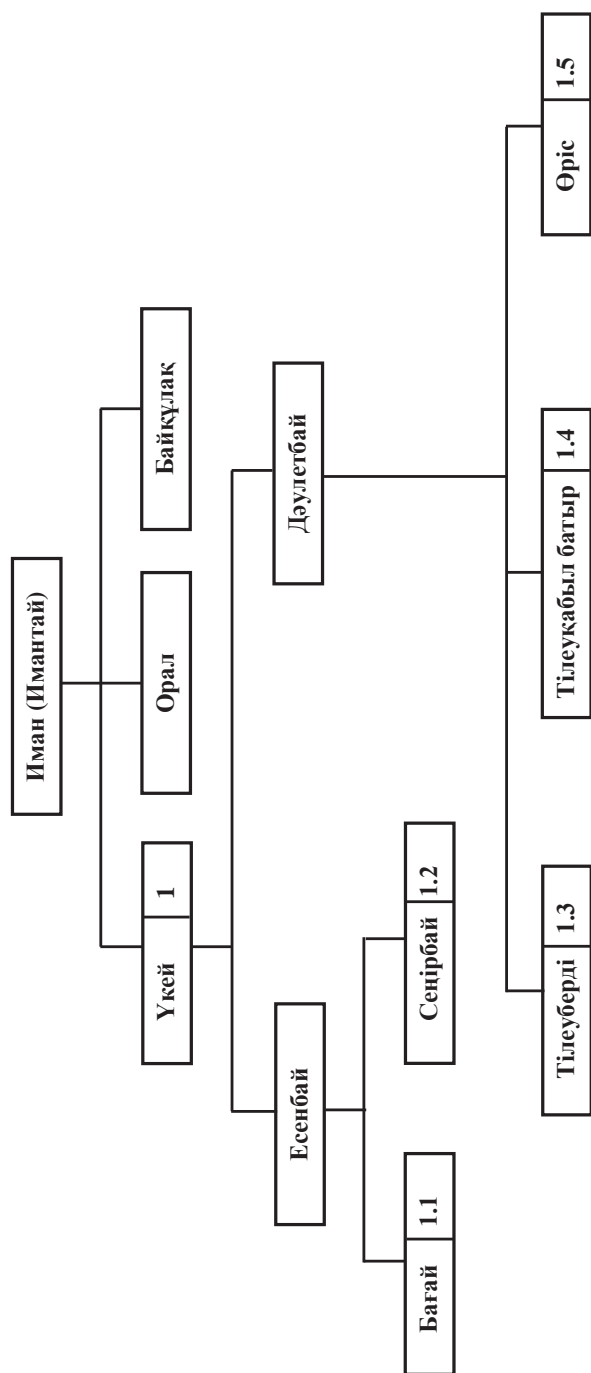 Иман (Имантай)
Үкей 1
Орал
Байқұлақ
Есенбай
Дәулетбай
Бағай 1.1
Сеңірбай 1.2
Тілеуберді 1.3
Тілеуқабыл батыр 1.4
Өріс 1.5